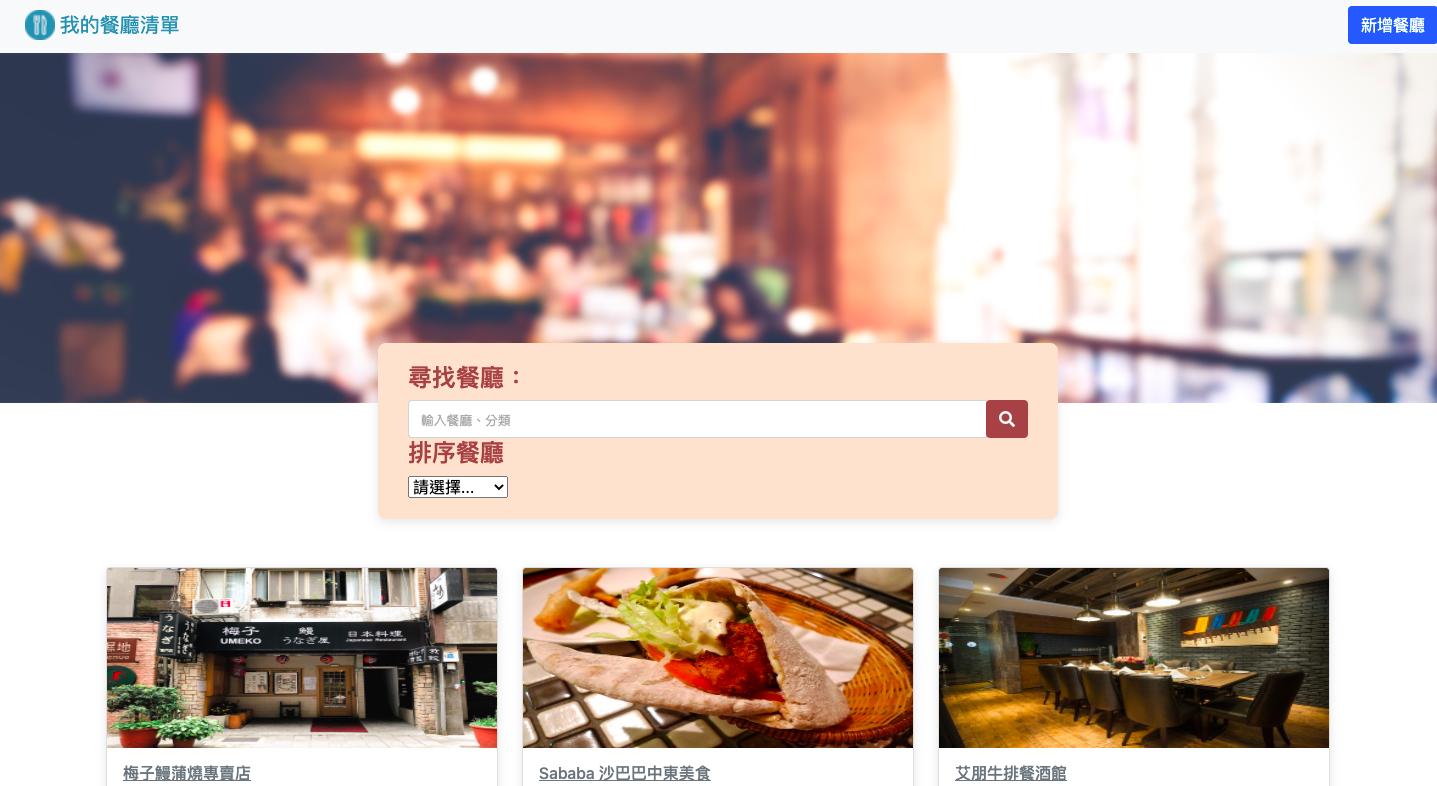 我的餐廳清單
新增餐廳
尋找餐廳：
輸入餐廳、分類
排序餐廳
請選擇...
うなぎ
梅子 鰻 日本料理
UMEKO うなぎ屋 Japanese Restaurant
梅子鰻蒲燒專賣店
Sababa 沙巴巴中東美食
艾朋牛排餐酒館